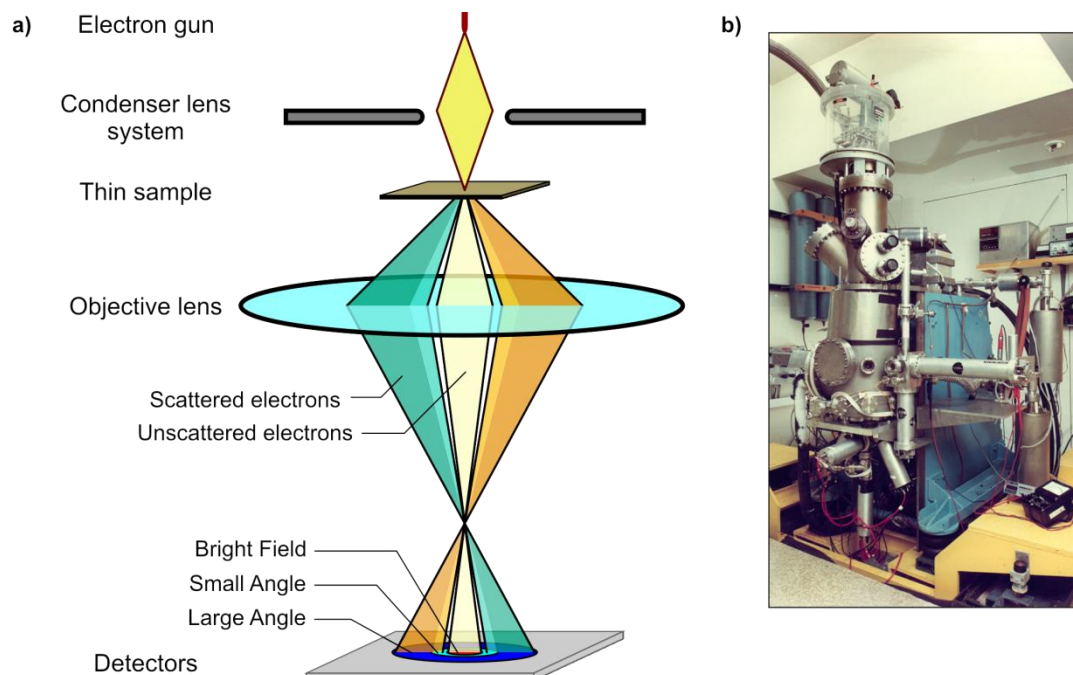 a)
Electron gun
b)
Condenser lens
system
Thin sample
Objective lens
Scattered electrons
Unscattered electrons
Bright Field
Small Angle
Large Angle
Detectors